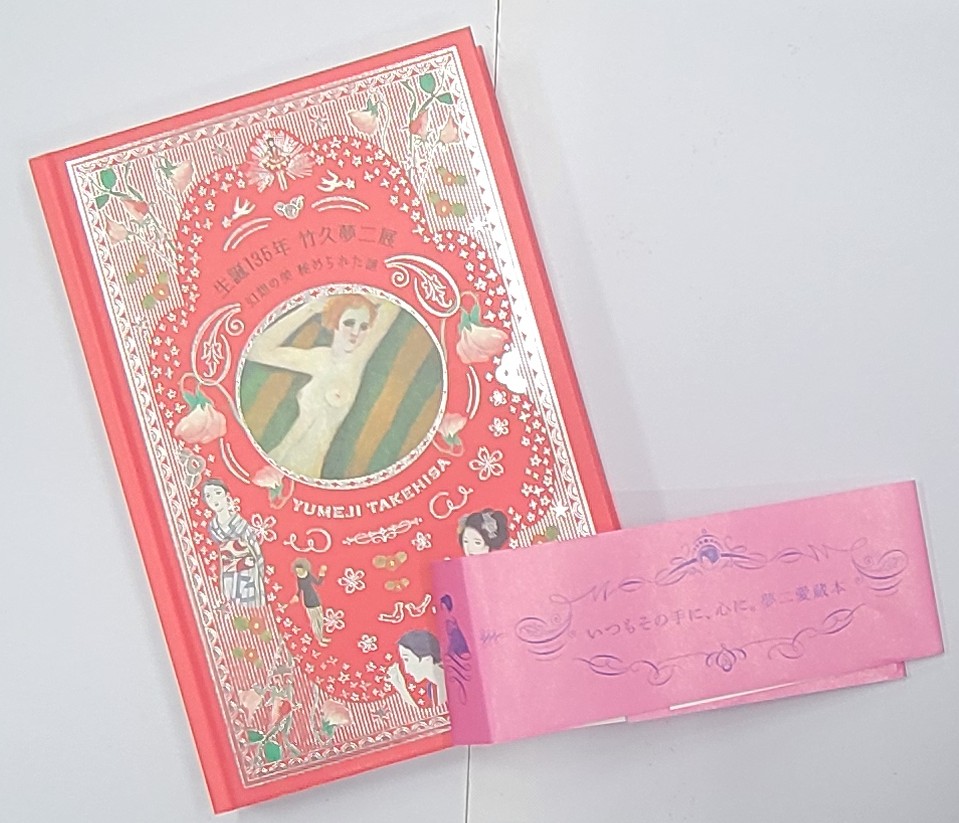 生誕135年 竹久夢二展
幻想の美 秘められた謎
YUMEJI TAKEHISA
いつもその手に、心に。夢二愛蔵本